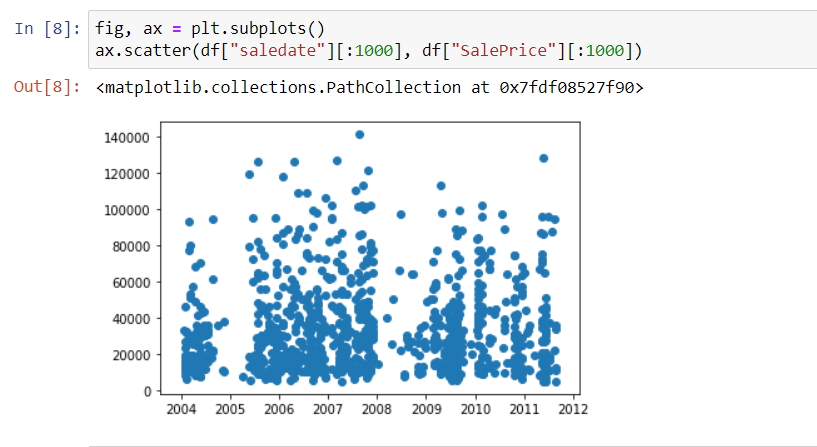 In [8]: fig, ax = plt.subplots()
ax.scatter(df["saledate"][:1000], df["SalePrice"][:1000])
Out[8]: <matplotlib.collections.PathCollection at 0x7fdf08527f90>
140000
120000
100000
80000
60000
40000
20000
0
2004 2005 2006 2007 2008 2009 2010 2011 2012